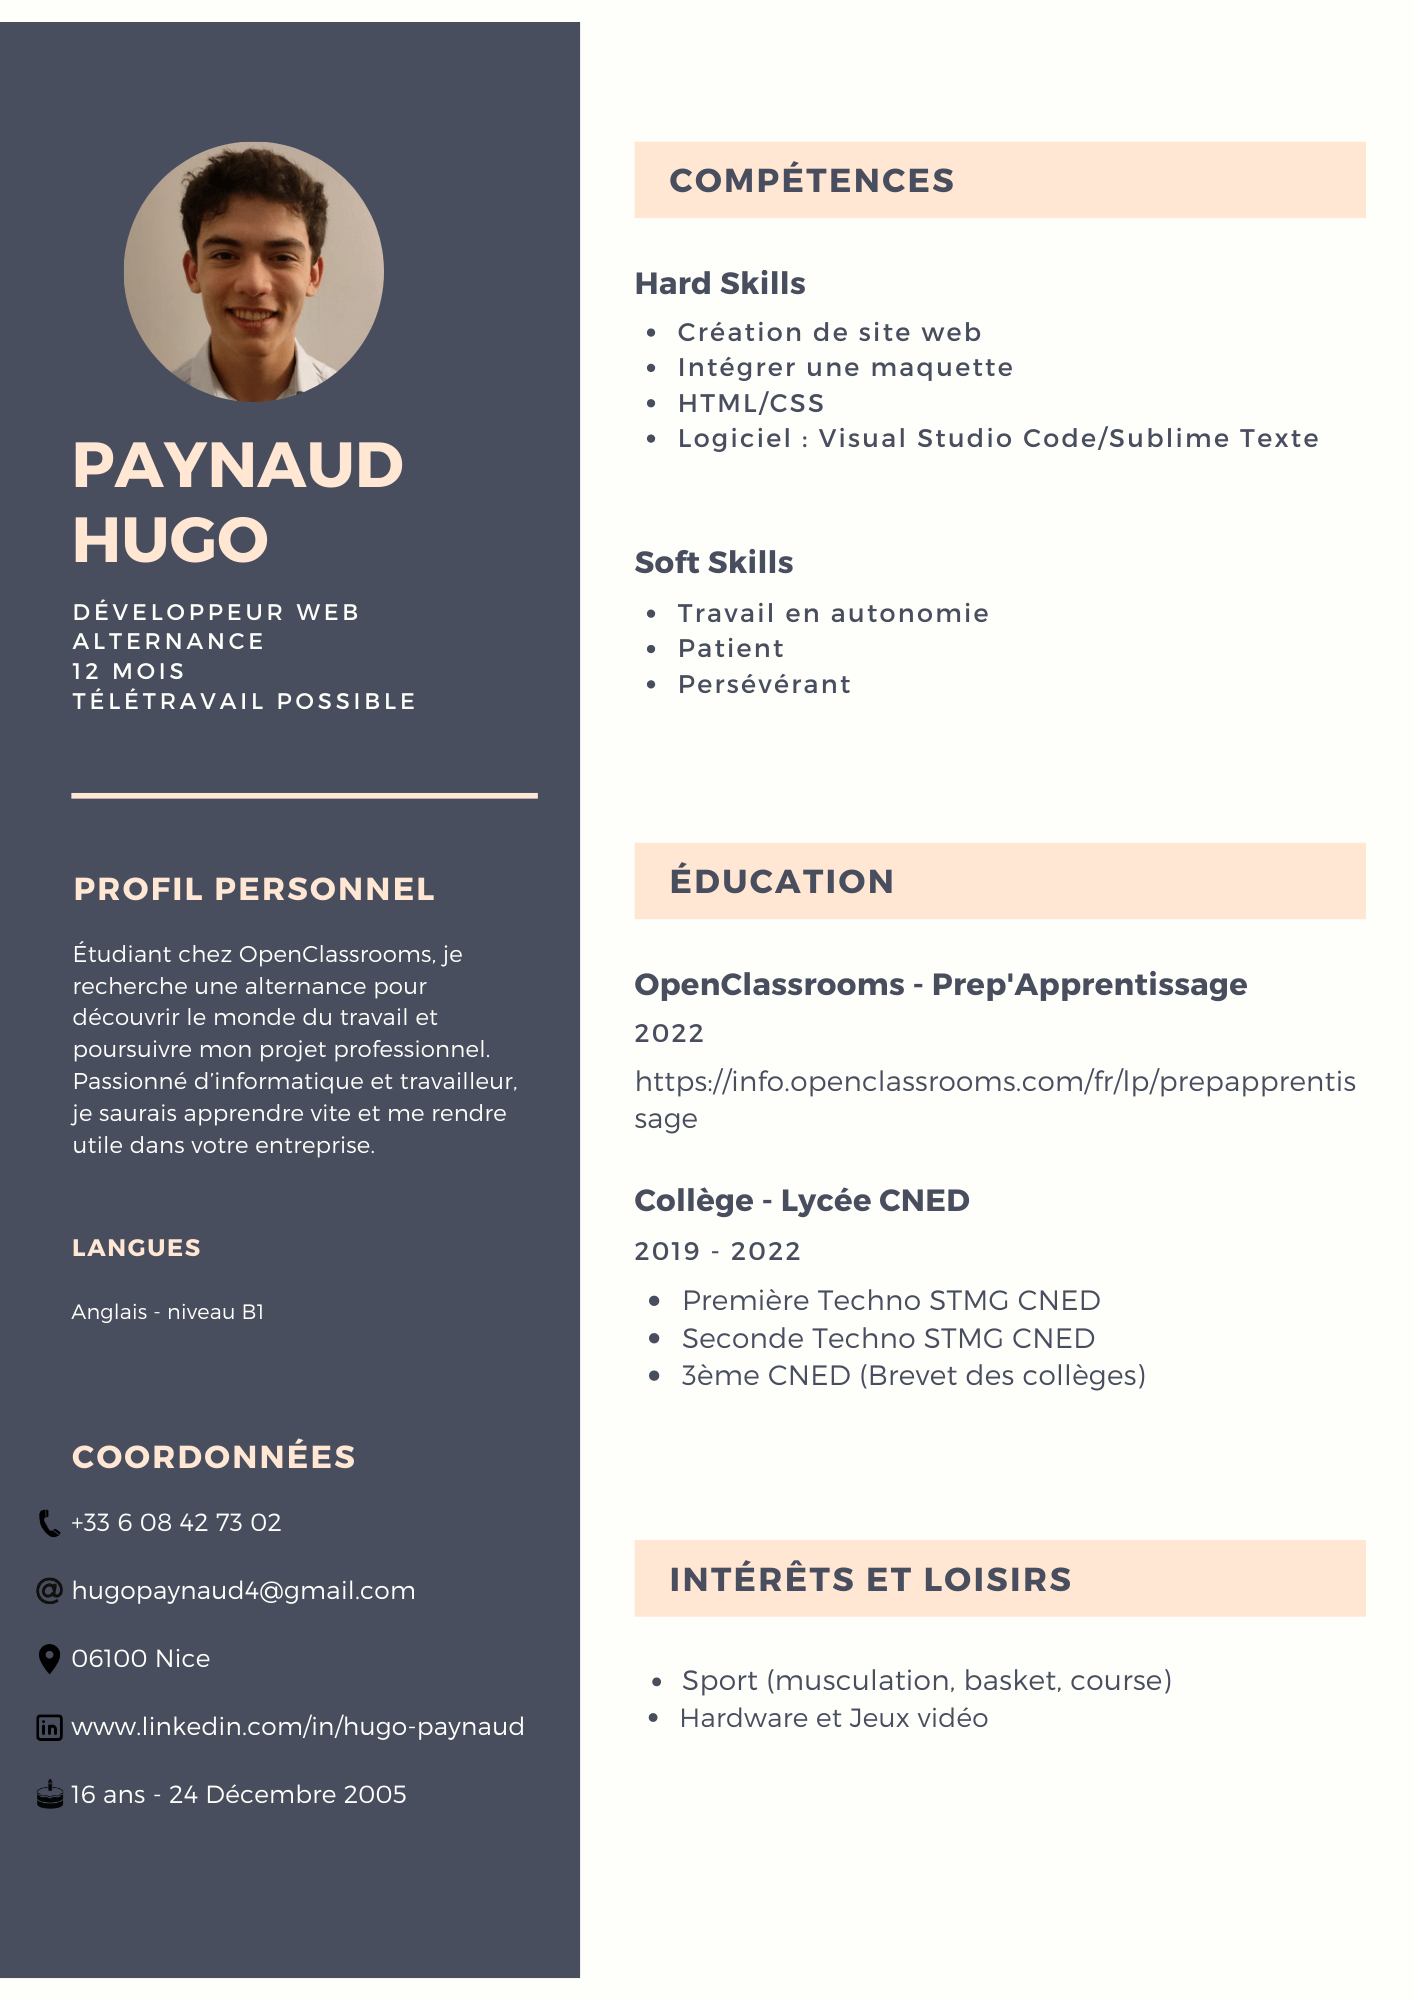 PAYNAUD
HUGO
DÉVELOPPEUR WEB
ALTERNANCE
12 MOIS
TÉLÉTRAVAIL POSSIBLE
PROFIL PERSONNEL
Étudiant chez OpenClassrooms, je
recherche une alternance pour
découvrir le monde du travail et
poursuivre mon projet professionnel.
Passionné d’informatique et travailleur,
je saurais apprendre vite et me rendre
utile dans votre entreprise.
LANGUES
Anglais - niveau B1
COORDONNÉES
+33 6 08 42 73 02
hugopaynaud4@gmail.com
06100 Nice
www.linkedin.com/in/hugo-paynaud
16 ans - 24 Décembre 2005
COMPÉTENCES
Hard Skills
• Création de site web
• Intégrer une maquette
• HTML/CSS
• Logiciel : Visual Studio Code/Sublime Texte
Soft Skills
• Travail en autonomie
• Patient
• Persévérant
ÉDUCATION
OpenClassrooms - Prep'Apprentissage
2022
https://info.openclassrooms.com/fr/lp/prepapprentis
sage
Collège - Lycée CNED
2019 - 2022
• Première Techno STMG CNED
• Seconde Techno STMG CNED
• 3ème CNED (Brevet des collèges)
INTÉRÊTS ET LOISIRS
• Sport (musculation, basket, course)
• Hardware et Jeux vidéo